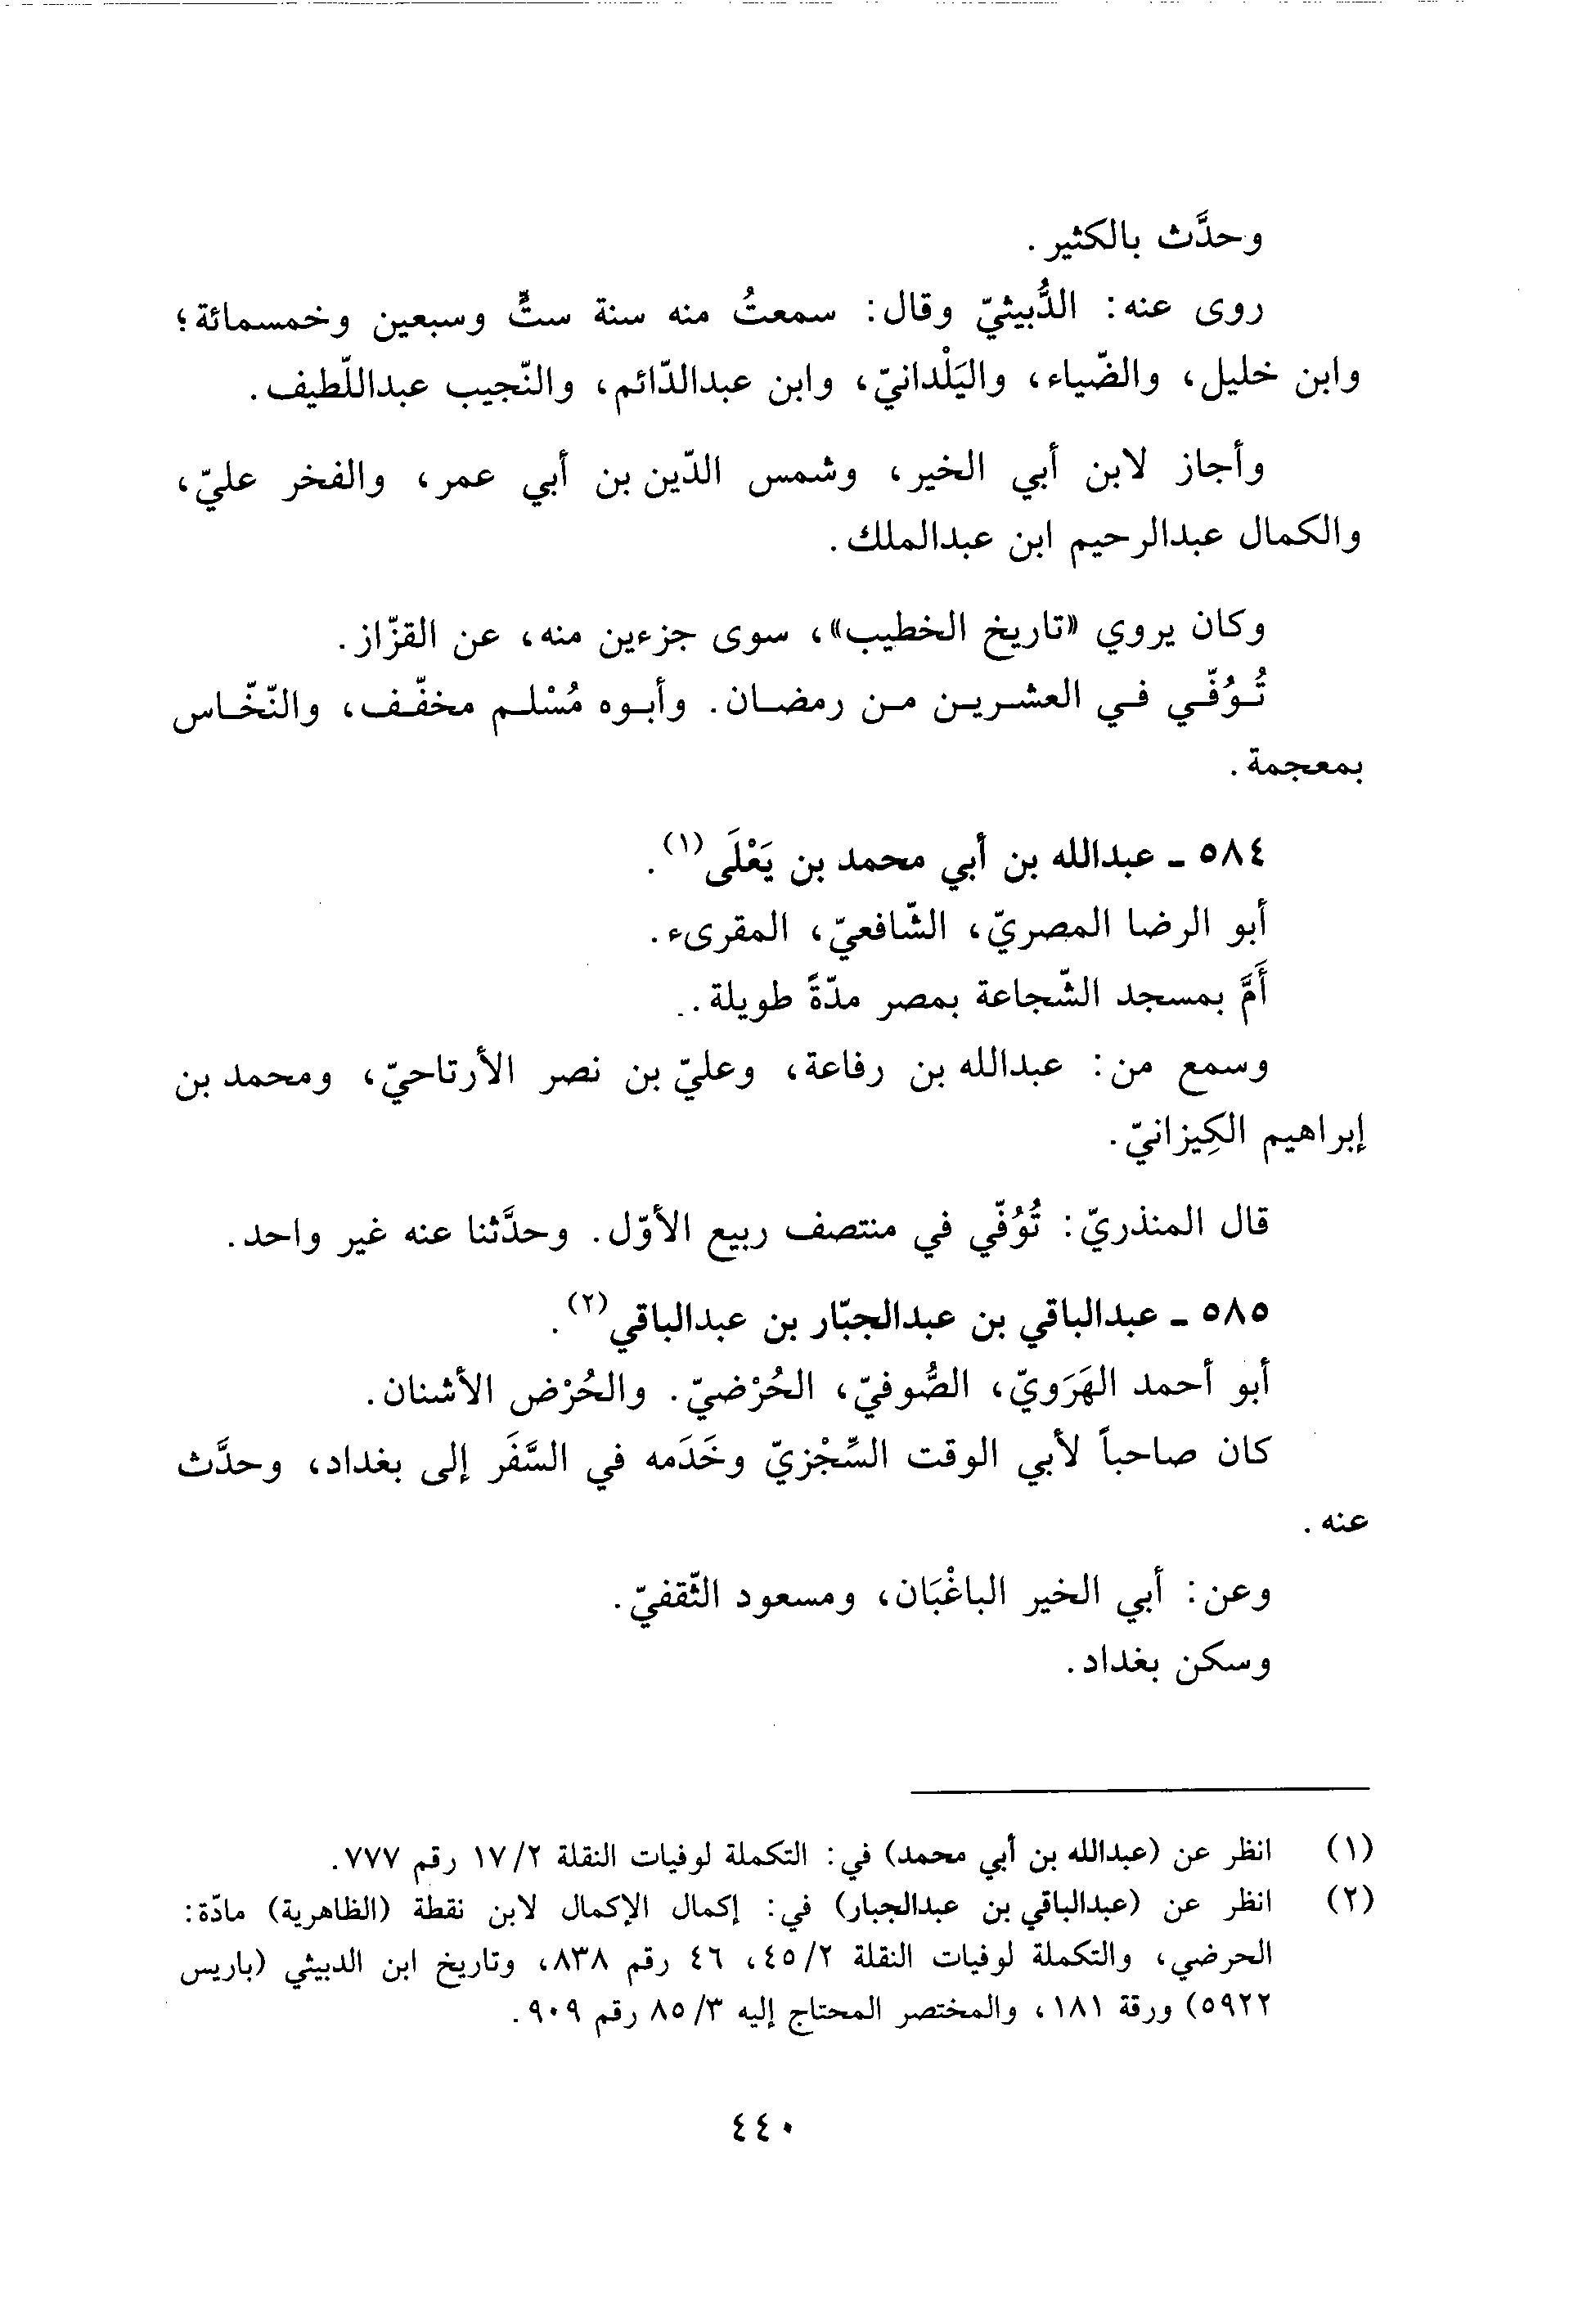 وحدَّث بالكثير.
روى عنه: الدُّبيثيّ وقال: سمعتُ منه سنة ستٍّ وسبعين وخمسمائة؛
وابن خليل، والضّياء، واليَلْدانيّ، وابن عبدالدّائم، والنّجيب عبداللّطيف.
وأجاز لابن أبي الخير، وشمس الدّين بن أبي عمر، والفخر عليّ،
والكمال عبدالرحيم ابن عبدالملك.
وكان يروي «تاريخ الخطيب»، سوى جزءين منه، عن القزّاز.
تُـوُفّـي فـي العشـريـن مـن رمضـان. وأبـوه مُسْلـم مخفّـف، والنّخّـاس
بمعجمة.
٥٨٤ ـ عبدالله بن أبي محمد بن يَعْلَى(١).
أبو الرضا المصريّ، الشّافعيّ، المقرىء.
أَمَّ بمسجد الشّجاعة بمصر مدّةً طويلة.
وسمع من: عبدالله بن رفاعة، وعليّ بن نصر الأرتاحيّ، ومحمد بن
إبراهيم الكِيزانيّ.
قال المنذريّ: تُوُفّي في منتصف ربيع الأوّل. وحدَّثنا عنه غير واحد.
٥٨٥ ـ عبدالباقي بن عبدالجبّار بن عبدالباقي(٢).
أبو أحمد الهَرَويّ، الصُّوفيّ، الحُرْضيّ. والحُرْض الأشنان.
كان صاحباً لأبي الوقت السِّجْزيّ وخَدَمه في السَّفَر إلى بغداد، وحدَّث
عنه.
وعن: أبي الخير الباغْبَان، ومسعود الثّقفيّ.
وسكن بغداد.
(١) انظر عن (عبدالله بن أبي محمد) في: التكملة لوفيات النقلة ١٧/٢ رقم ٧٧٧.
(٢) انظر عن (عبدالباقي بن عبدالجبار) في: إكمال الإكمال لابن نقطة (الظاهرية) مادّة:
الحرضي، والتكملة لوفيات النقلة ٤٥/٢، ٤٦ رقم ٨٣٨، وتاريخ ابن الدبيثي (باريس
٥٩٢٢) ورقة ١٨١، والمختصر المحتاج إليه ٨٥/٣ رقم ٩٠٩.
٤٤٠